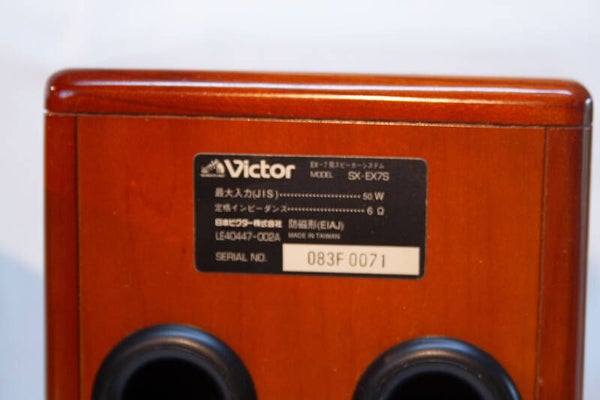 Victor
EX-7用スピーカーシステム
MODEL SX-EX7S
最大入力(JIS) 50 W
定格インピーダンス 6 Ω
日本ビクター株式会社 防磁形(EIAJ)
LE40447-002A MADE IN TAIWAN
SERIAL NO. 083F0071